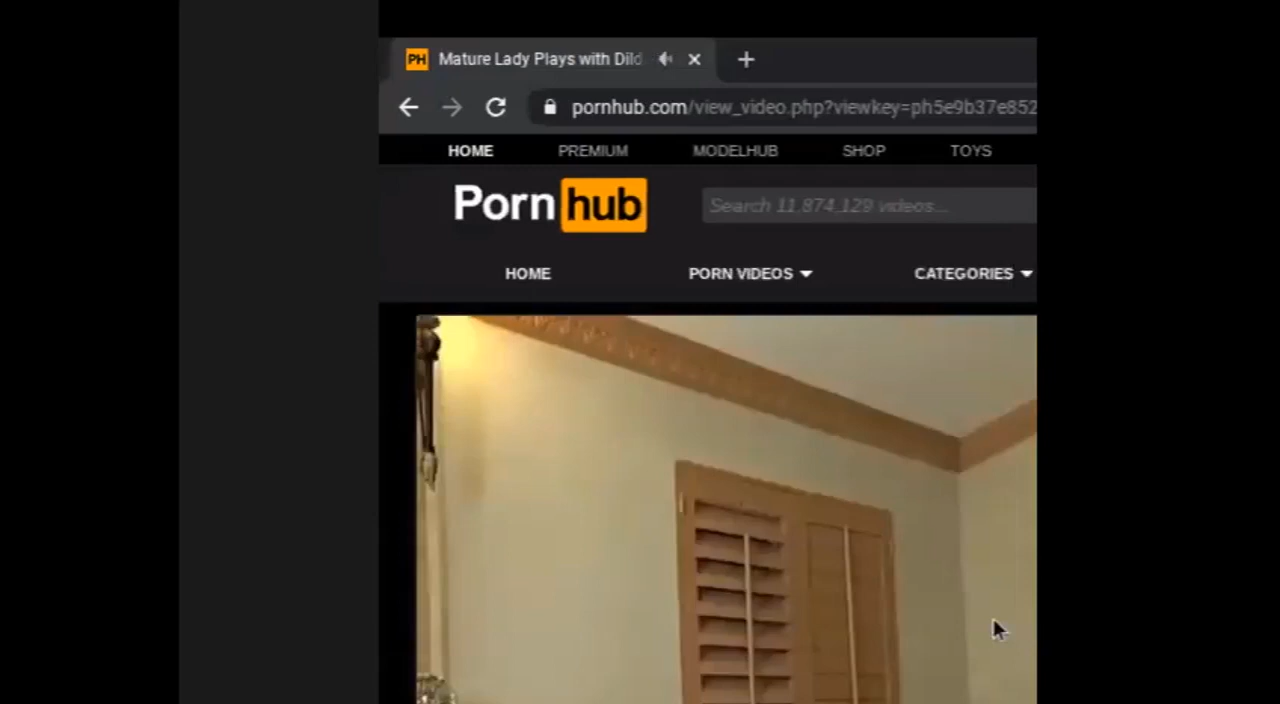 PH Mature Lady Plays with Dild
pornhub.com/view_video.php?viewkey=ph5e9b37e852
HOME PREMIUM MODELHUB SHOP TOYS
Porn hub Search 11,874,129 videos...
HOME PORN VIDEOS CATEGORIES